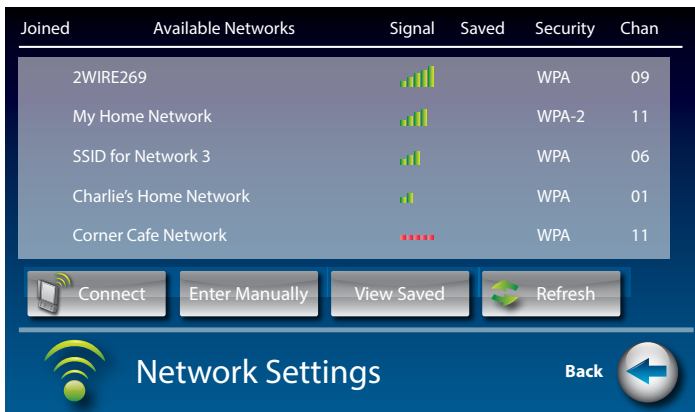 Joined Available Networks Signal Saved Security Chan
2WIRE269 WPA 09
My Home Network WPA-2 11
SSID for Network 3 WPA 06
Charlie's Home Network WPA 01
Corner Cafe Network WPA 11
Connect Enter Manually View Saved Refresh
Network Settings Back